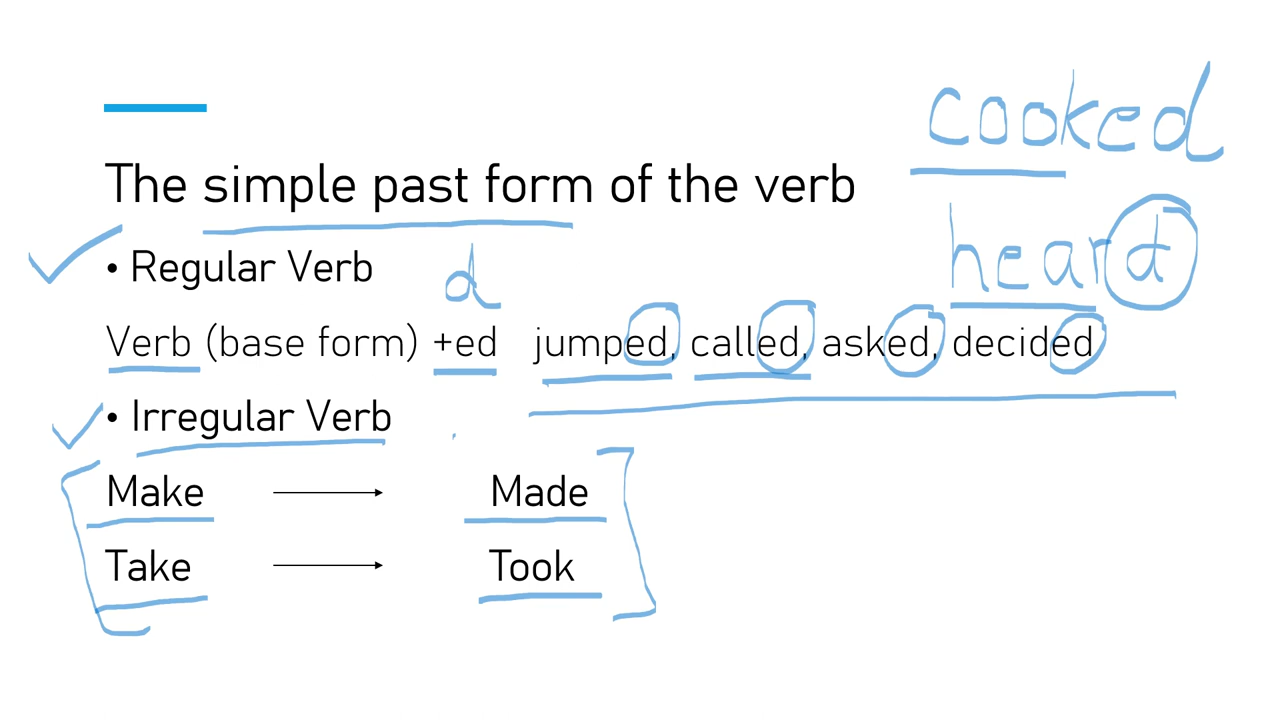 cooked
The simple past form of the verb
heard
• Regular Verb
d
Verb (base form) +ed jumped, called, asked, decided
• Irregular Verb
Make Made
Take Took